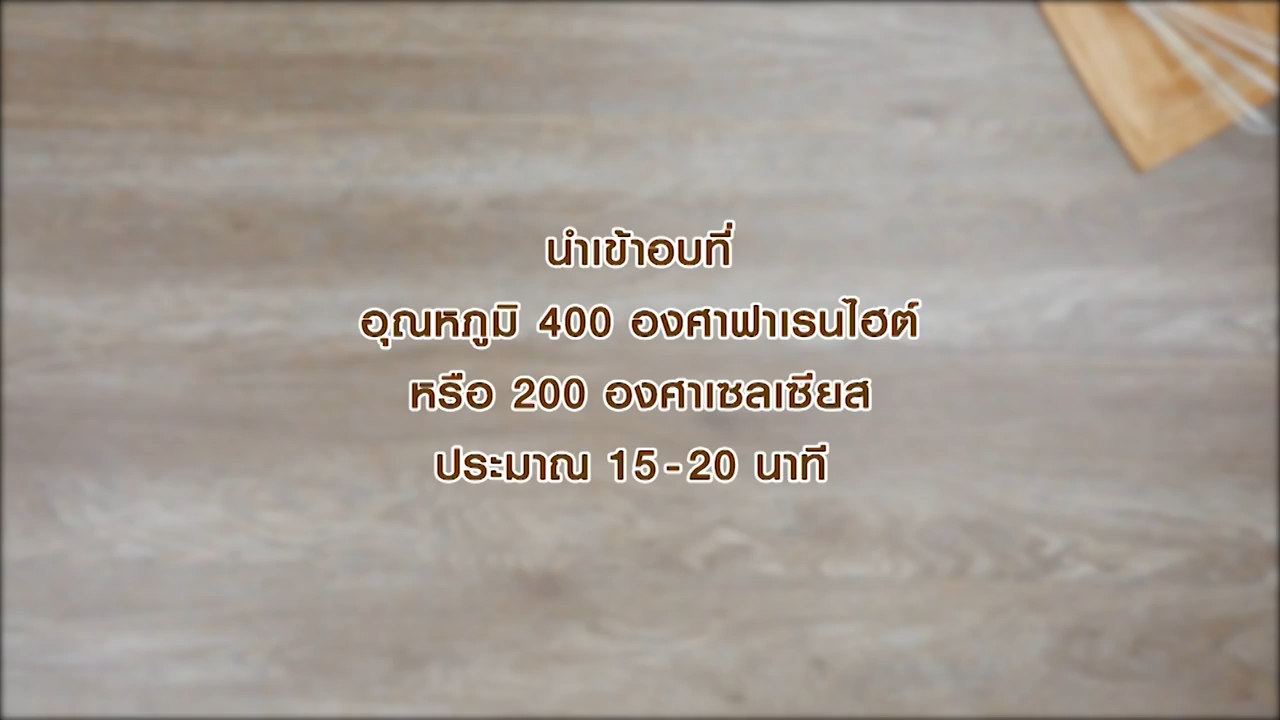 นำเข้าอบที่
อุณหภูมิ 400 องศาฟาเรนไฮต์
หรือ 200 องศาเซลเซียส
ประมาณ 15-20 นาที